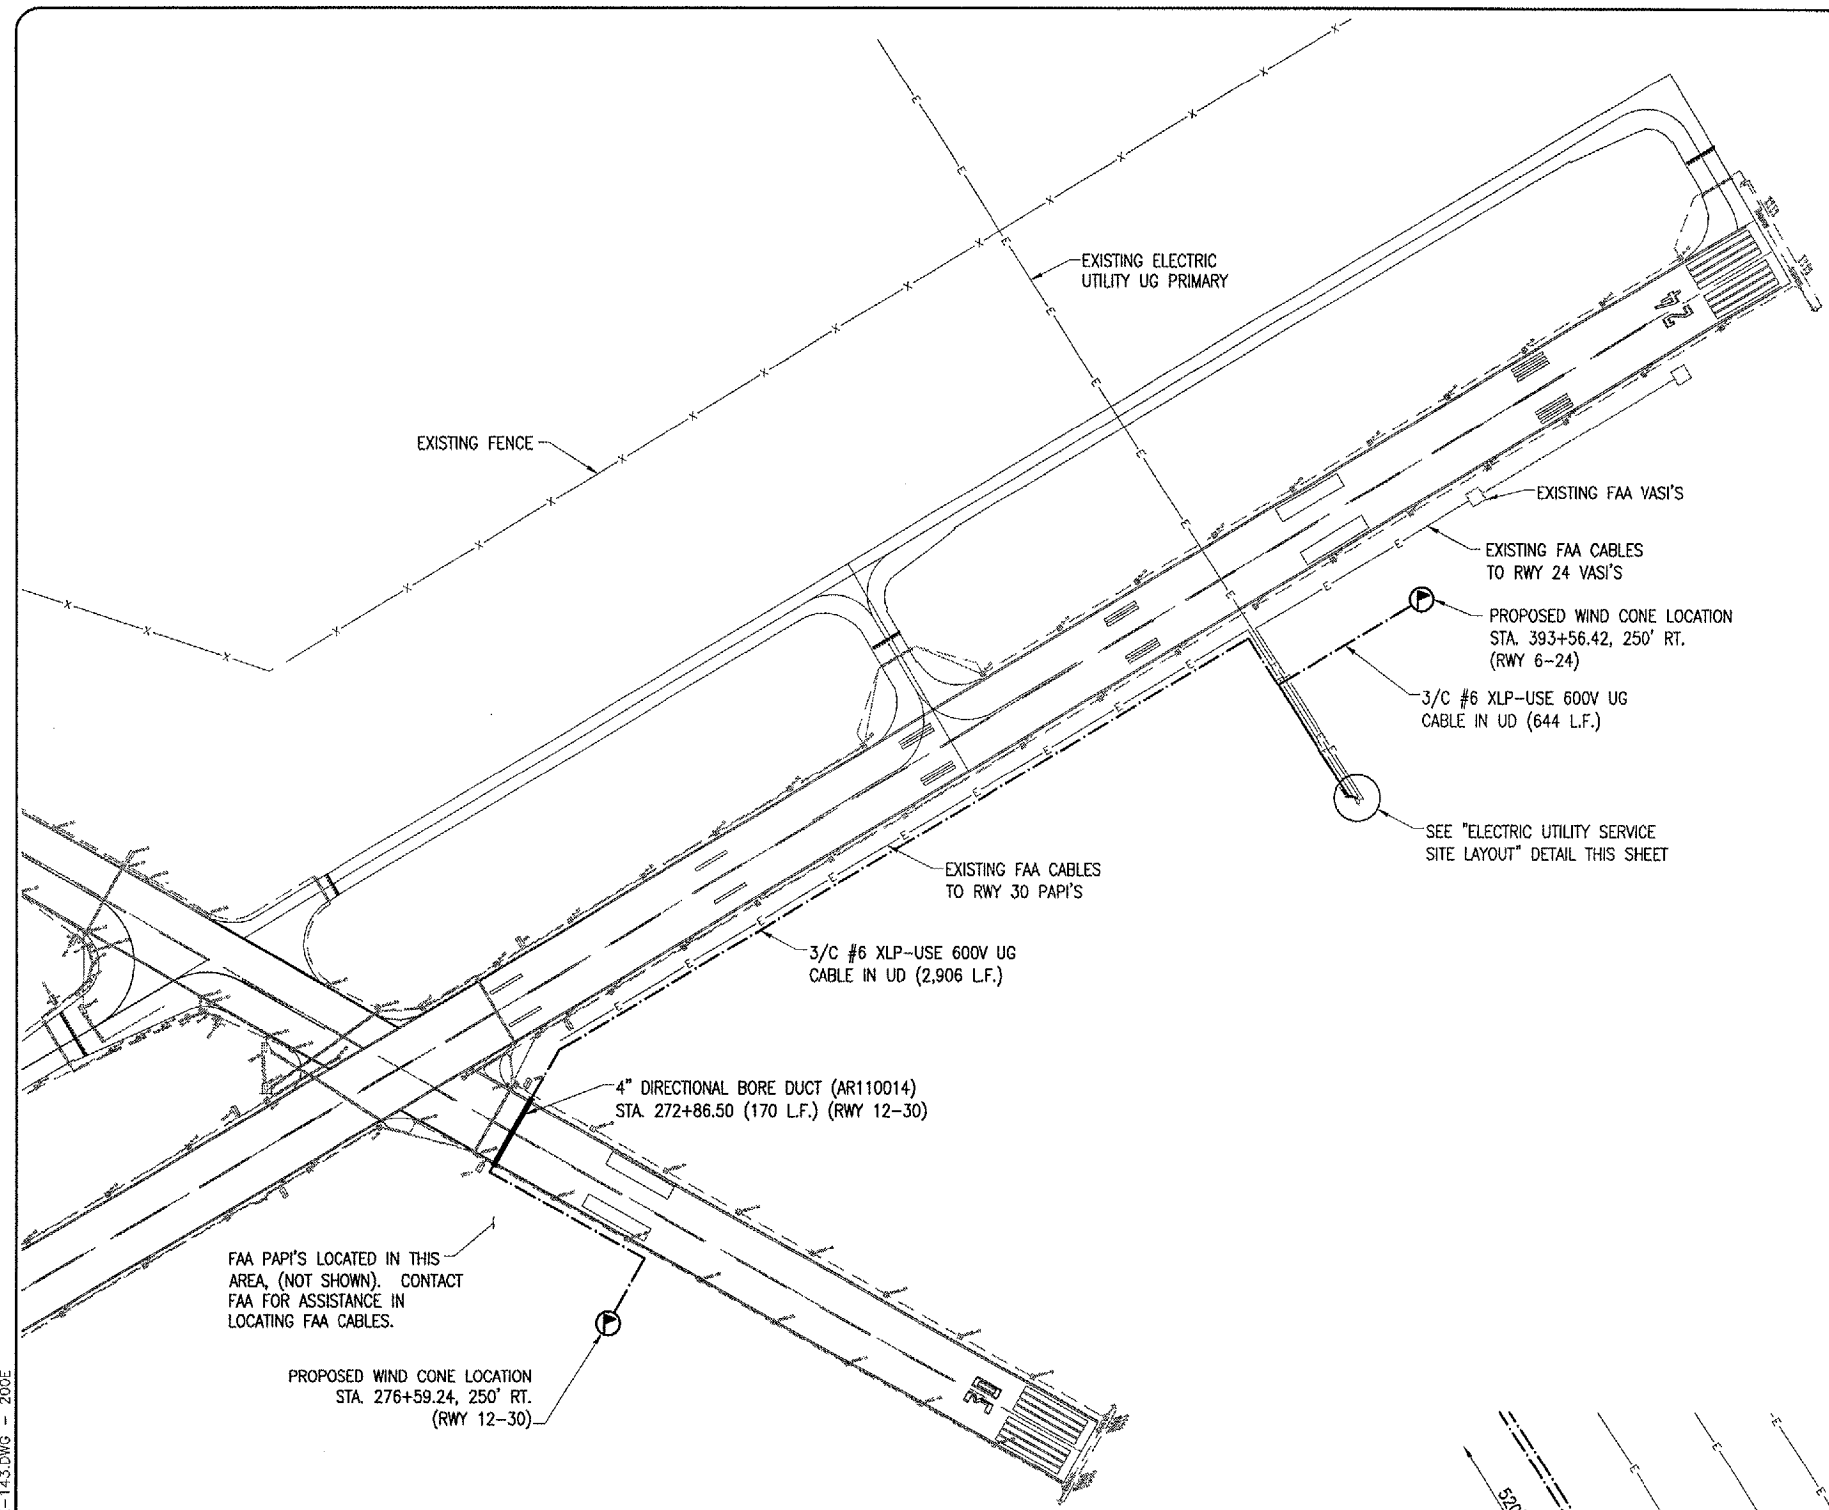 EXISTING ELECTRIC
UTILITY UG PRIMARY
24
EXISTING FENCE
EXISTING FAA VASI'S
EXISTING FAA CABLES
TO RWY 24 VASI'S
PROPOSED WIND CONE LOCATION
STA. 393+56.42, 250' RT.
(RWY 6-24)
3/C #6 XLP-USE 600V UG
CABLE IN UD (644 L.F.)
SEE "ELECTRIC UTILITY SERVICE
SITE LAYOUT" DETAIL THIS SHEET
EXISTING FAA CABLES
TO RWY 30 PAPI'S
3/C #6 XLP-USE 600V UG
CABLE IN UD (2,906 L.F.)
4" DIRECTIONAL BORE DUCT (AR110014)
STA. 272+86.50 (170 L.F.) (RWY 12-30)
FAA PAPI'S LOCATED IN THIS
AREA, (NOT SHOWN). CONTACT
FAA FOR ASSISTANCE IN
LOCATING FAA CABLES.
PROPOSED WIND CONE LOCATION
STA. 276+59.24, 250' RT.
(RWY 12-30)
30
-143.DWG - 200E